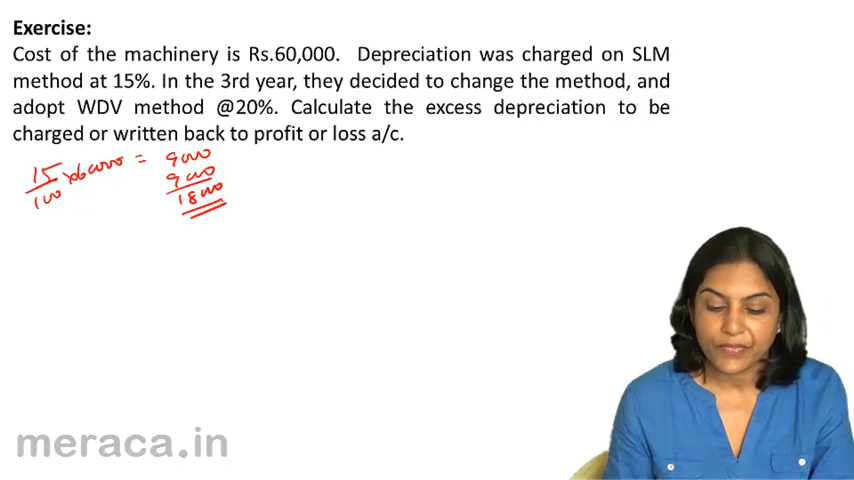 Exercise:
Cost of the machinery is Rs.60,000. Depreciation was charged on SLM
method at 15%. In the 3rd year, they decided to change the method, and
adopt WDV method @20%. Calculate the excess depreciation to be
charged or written back to profit or loss a/c.
15/100 x 60000 = 9000
9000
18000
meraca.in